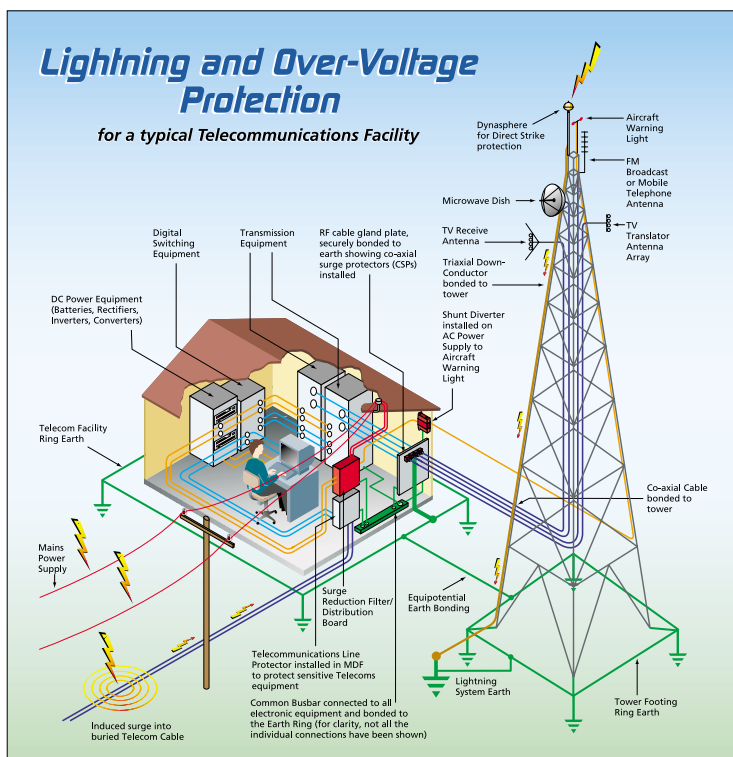 Lightning and Over-Voltage
Protection
for a typical Telecommunications Facility
Dynasphere
for Direct Strike
protection
Aircraft
Warning
Light
FM
Broadcast
or Mobile
Telephone
Antenna
Microwave Dish
TV Receive
Antenna
TV
Translator
Antenna
Array
Triaxial Down-
Conductor
bonded to
tower
Digital
Switching
Equipment
Transmission
Equipment
RF cable gland plate,
securely bonded to
earth showing co-axial
surge protectors (CSPs)
installed
DC Power Equipment
(Batteries, Rectifiers,
Inverters, Converters)
Shunt Diverter
installed on
AC Power
Supply to
Aircraft
Warning
Light
Telecom Facility
Ring Earth
Co-axial Cable
bonded to
tower
Mains
Power
Supply
Surge
Reduction Filter/
Distribution
Board
Equipotential
Earth Bonding
Telecommunications Line
Protector installed in MDF
to protect sensitive Telecoms
equipment
Lightning
System Earth
Tower Footing
Ring Earth
Common Busbar connected to all
electronic equipment and bonded to
the Earth Ring (for clarity, not all the
individual connections have been shown)
Induced surge into
buried Telecom Cable